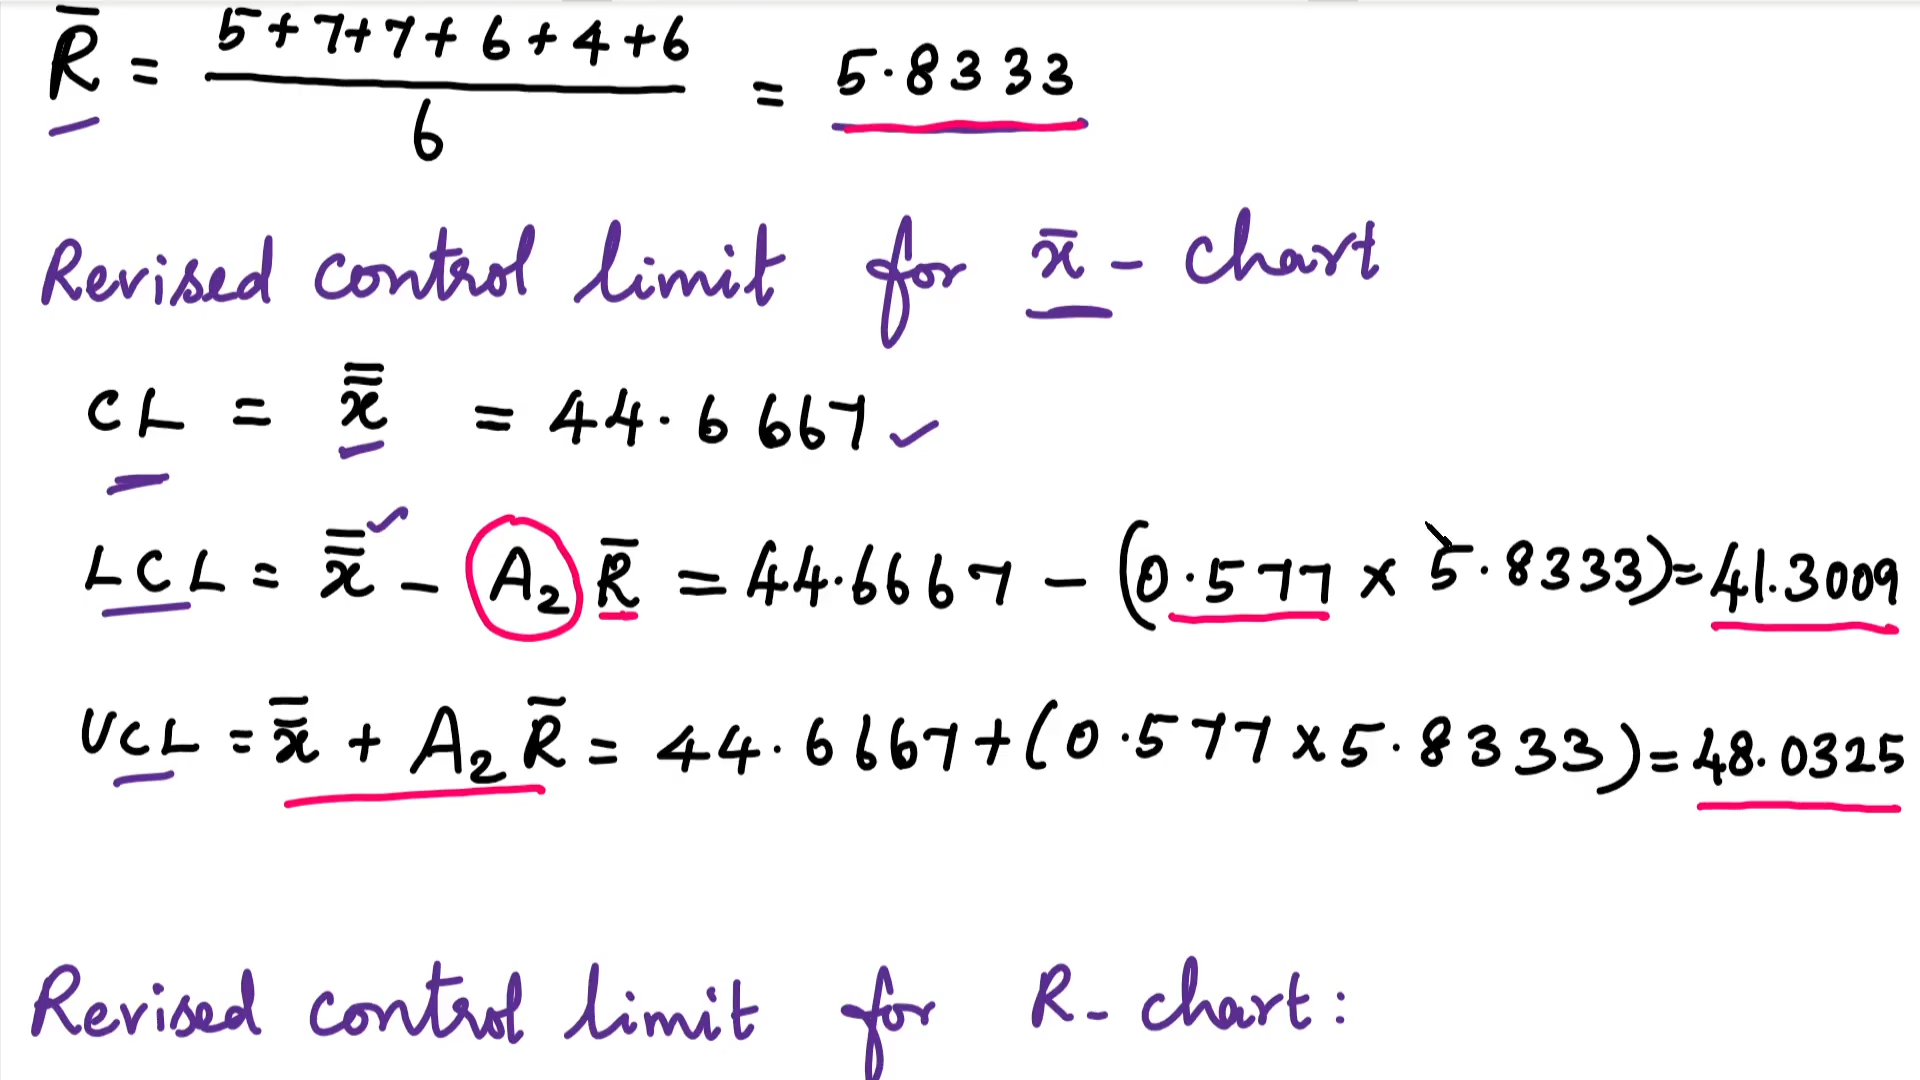 R̄ = 5+7+7+6+4+6 / 6 = 5.8333
Revised control limit for x̄ - chart
CL = x̿ = 44.6667 ✓
LCL = x̿ ✓ - A₂ R̄ = 44.6667 - (0.577 × 5.8333) = 41.3009
UCL = x̿ + A₂ R̄ = 44.6667 + (0.577 × 5.8333) = 48.0325
Revised control limit for R - chart: